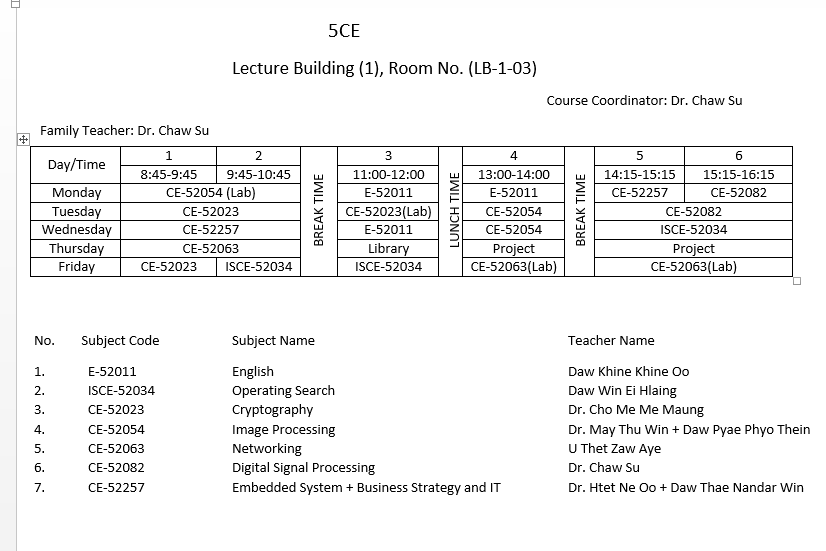 5CE
Lecture Building (1), Room No. (LB-1-03)
Course Coordinator: Dr. Chaw Su
Family Teacher: Dr. Chaw Su
Day/Time 1 2 BREAK TIME 3 LUNCH TIME 4 BREAK TIME 5 6
8:45-9:45 9:45-10:45 11:00-12:00 13:00-14:00 14:15-15:15 15:15-16:15
Monday CE-52054 (Lab) E-52011 E-52011 CE-52257 CE-52082
Tuesday CE-52023 CE-52023(Lab) CE-52054 CE-52082
Wednesday CE-52257 E-52011 CE-52054 ISCE-52034
Thursday CE-52063 Library Project Project
Friday CE-52023 ISCE-52034 ISCE-52034 CE-52063(Lab) CE-52063(Lab)
No. Subject Code Subject Name Teacher Name
1. E-52011 English Daw Khine Khine Oo
2. ISCE-52034 Operating Search Daw Win Ei Hlaing
3. CE-52023 Cryptography Dr. Cho Me Me Maung
4. CE-52054 Image Processing Dr. May Thu Win + Daw Pyae Phyo Thein
5. CE-52063 Networking U Thet Zaw Aye
6. CE-52082 Digital Signal Processing Dr. Chaw Su
7. CE-52257 Embedded System + Business Strategy and IT Dr. Htet Ne Oo + Daw Thae Nandar Win